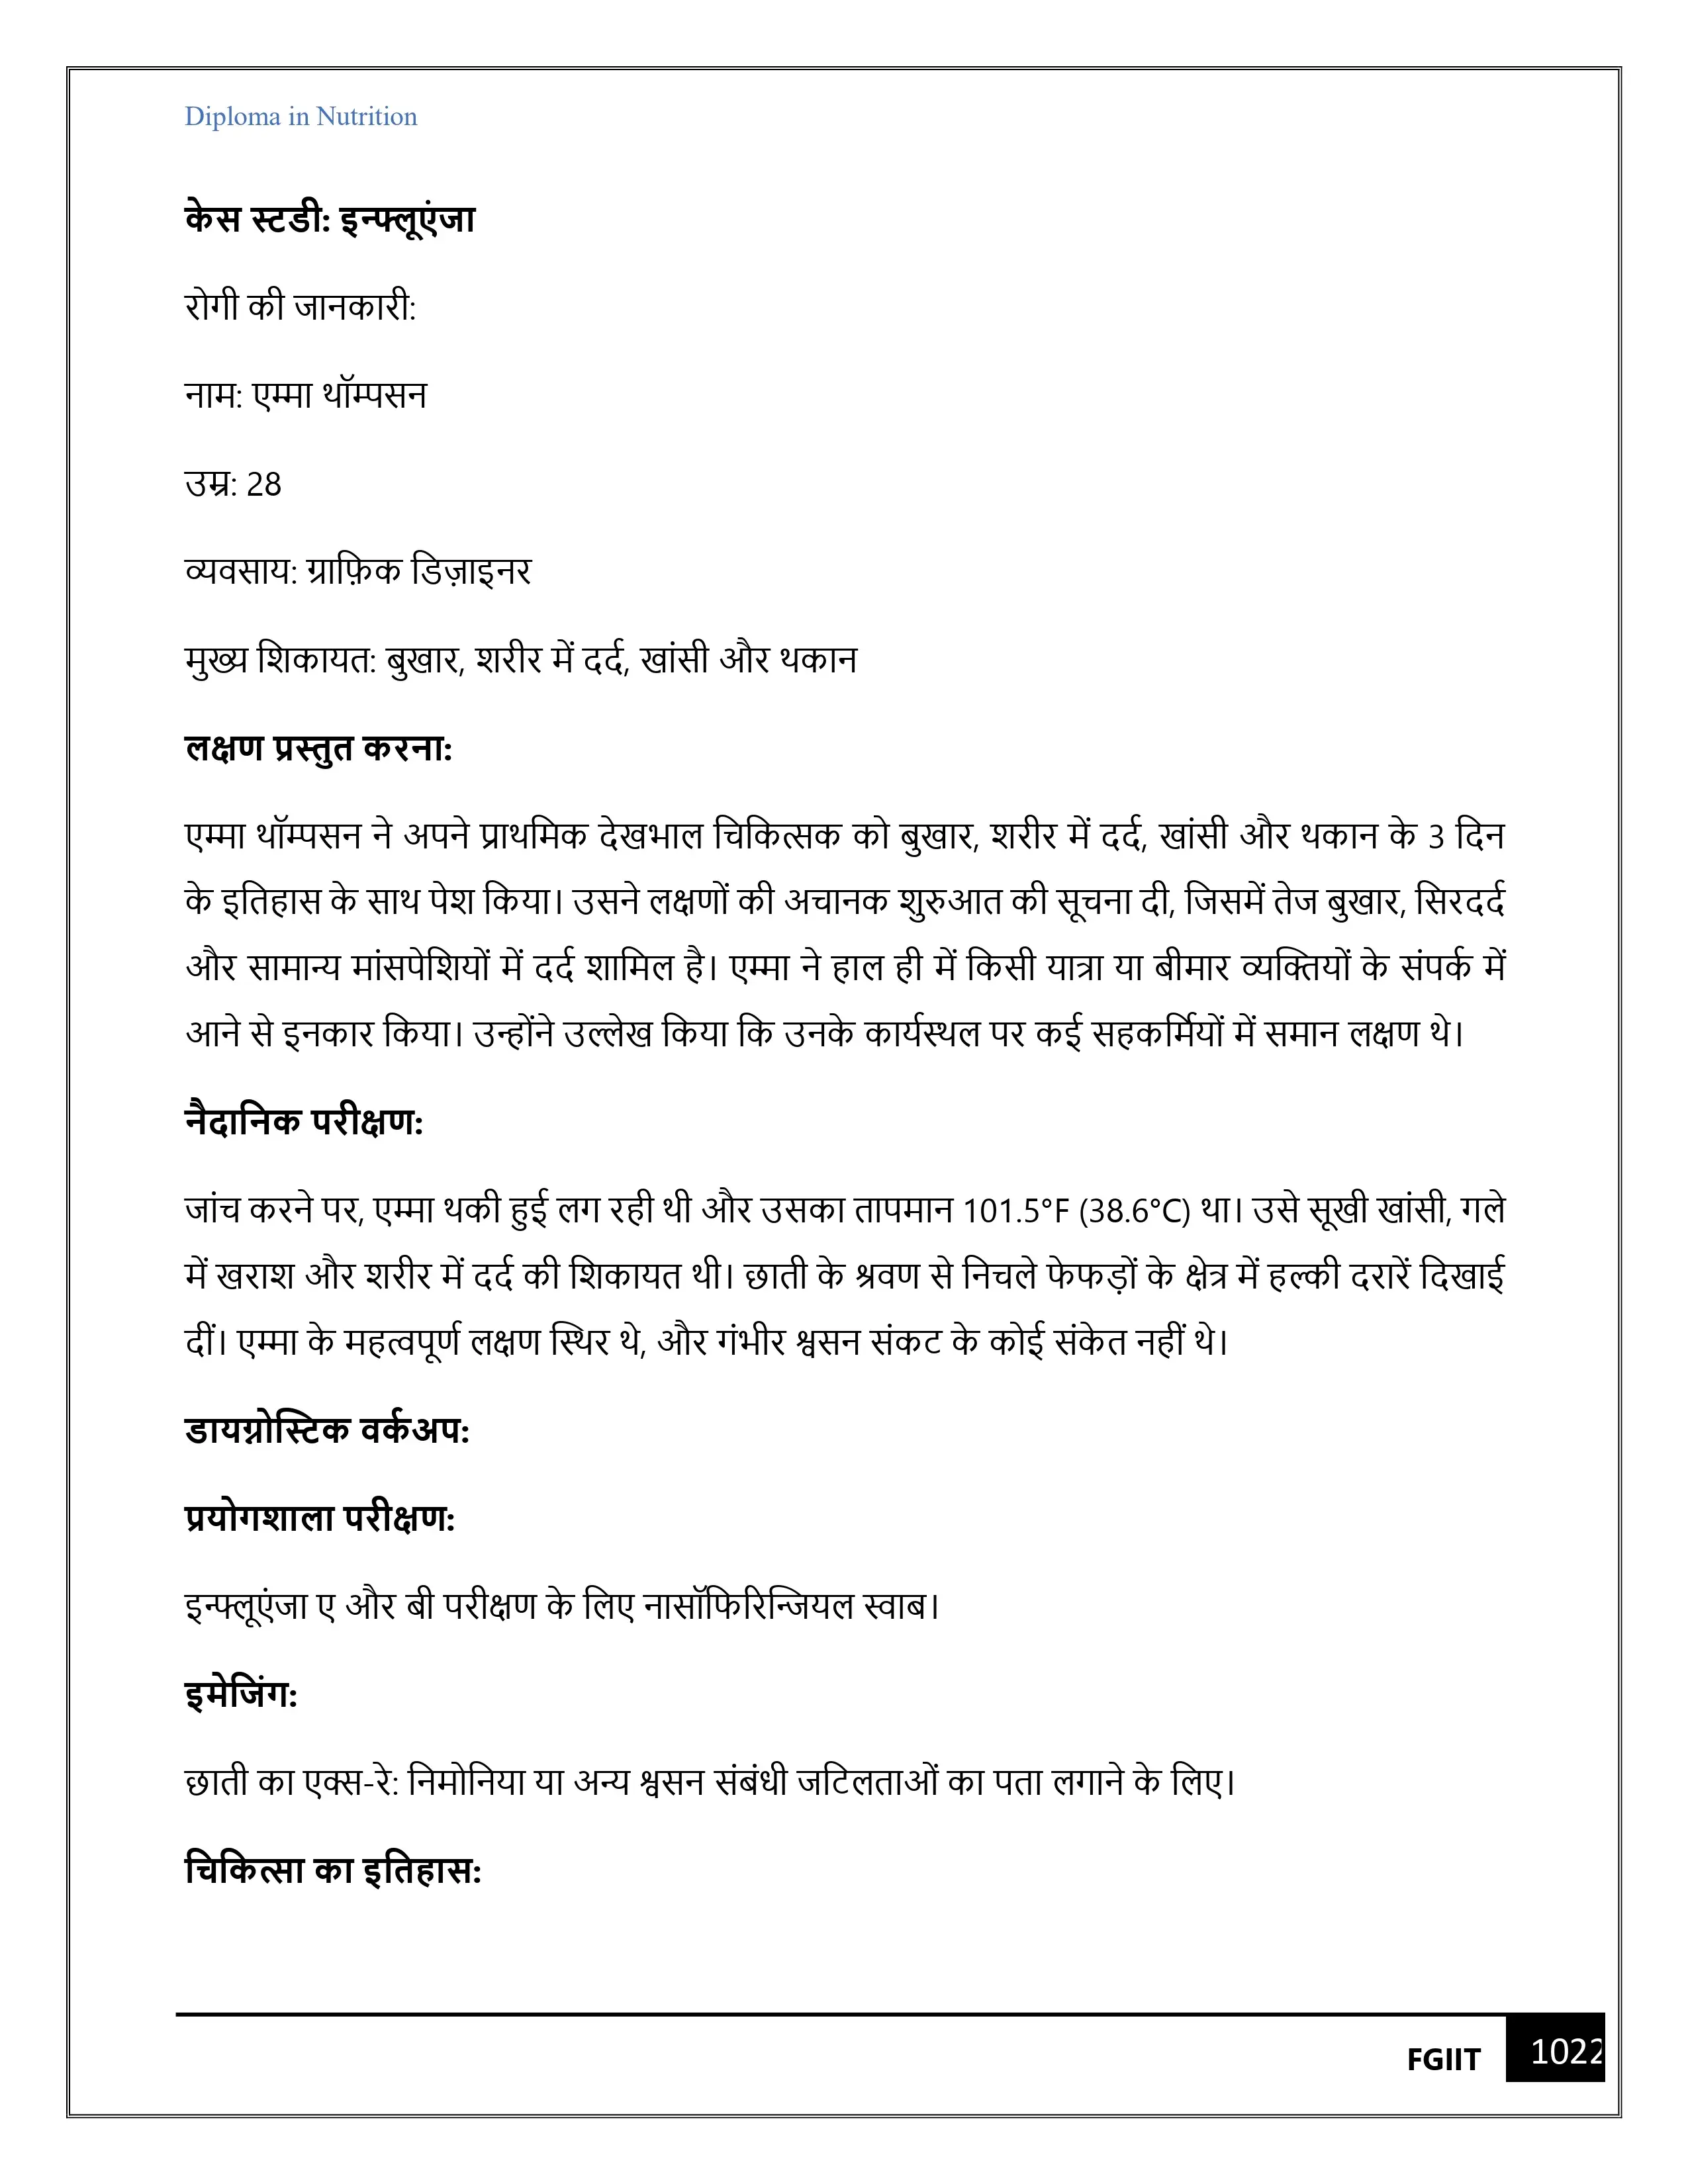 Diploma in Nutrition
केस स्टडी: इन्फ्लूएंजा
रोगी की जानकारी:
नाम: एम्मा थॉम्पसन
उम्र: 28
व्यवसाय: ग्राफ़िक डिज़ाइनर
मुख्य शिकायत: बुखार, शरीर में दर्द, खांसी और थकान
लक्षण प्रस्तुत करना:
एम्मा थॉम्पसन ने अपने प्राथमिक देखभाल चिकित्सक को बुखार, शरीर में दर्द, खांसी और थकान के 3 दिन
के इतिहास के साथ पेश किया। उसने लक्षणों की अचानक शुरुआत की सूचना दी, जिसमें तेज बुखार, सिरदर्द
और सामान्य मांसपेशियों में दर्द शामिल है। एम्मा ने हाल ही में किसी यात्रा या बीमार व्यक्तियों के संपर्क में
आने से इनकार किया। उन्होंने उल्लेख किया कि उनके कार्यस्थल पर कई सहकर्मियों में समान लक्षण थे।
नैदानिक परीक्षण:
जांच करने पर, एम्मा थकी हुई लग रही थी और उसका तापमान 101.5°F (38.6°C) था। उसे सूखी खांसी, गले
में खराश और शरीर में दर्द की शिकायत थी। छाती के श्रवण से निचले फेफड़ों के क्षेत्र में हल्की दरारें दिखाई
दीं। एम्मा के महत्वपूर्ण लक्षण स्थिर थे, और गंभीर श्वसन संकट के कोई संकेत नहीं थे।
डायग्नोस्टिक वर्कअप:
प्रयोगशाला परीक्षण:
इन्फ्लूएंजा ए और बी परीक्षण के लिए नासॉफिरिन्जियल स्वाब।
इमेजिंग:
छाती का एक्स-रे: निमोनिया या अन्य श्वसन संबंधी जटिलताओं का पता लगाने के लिए।
चिकित्सा का इतिहास:
FGIIT 1022